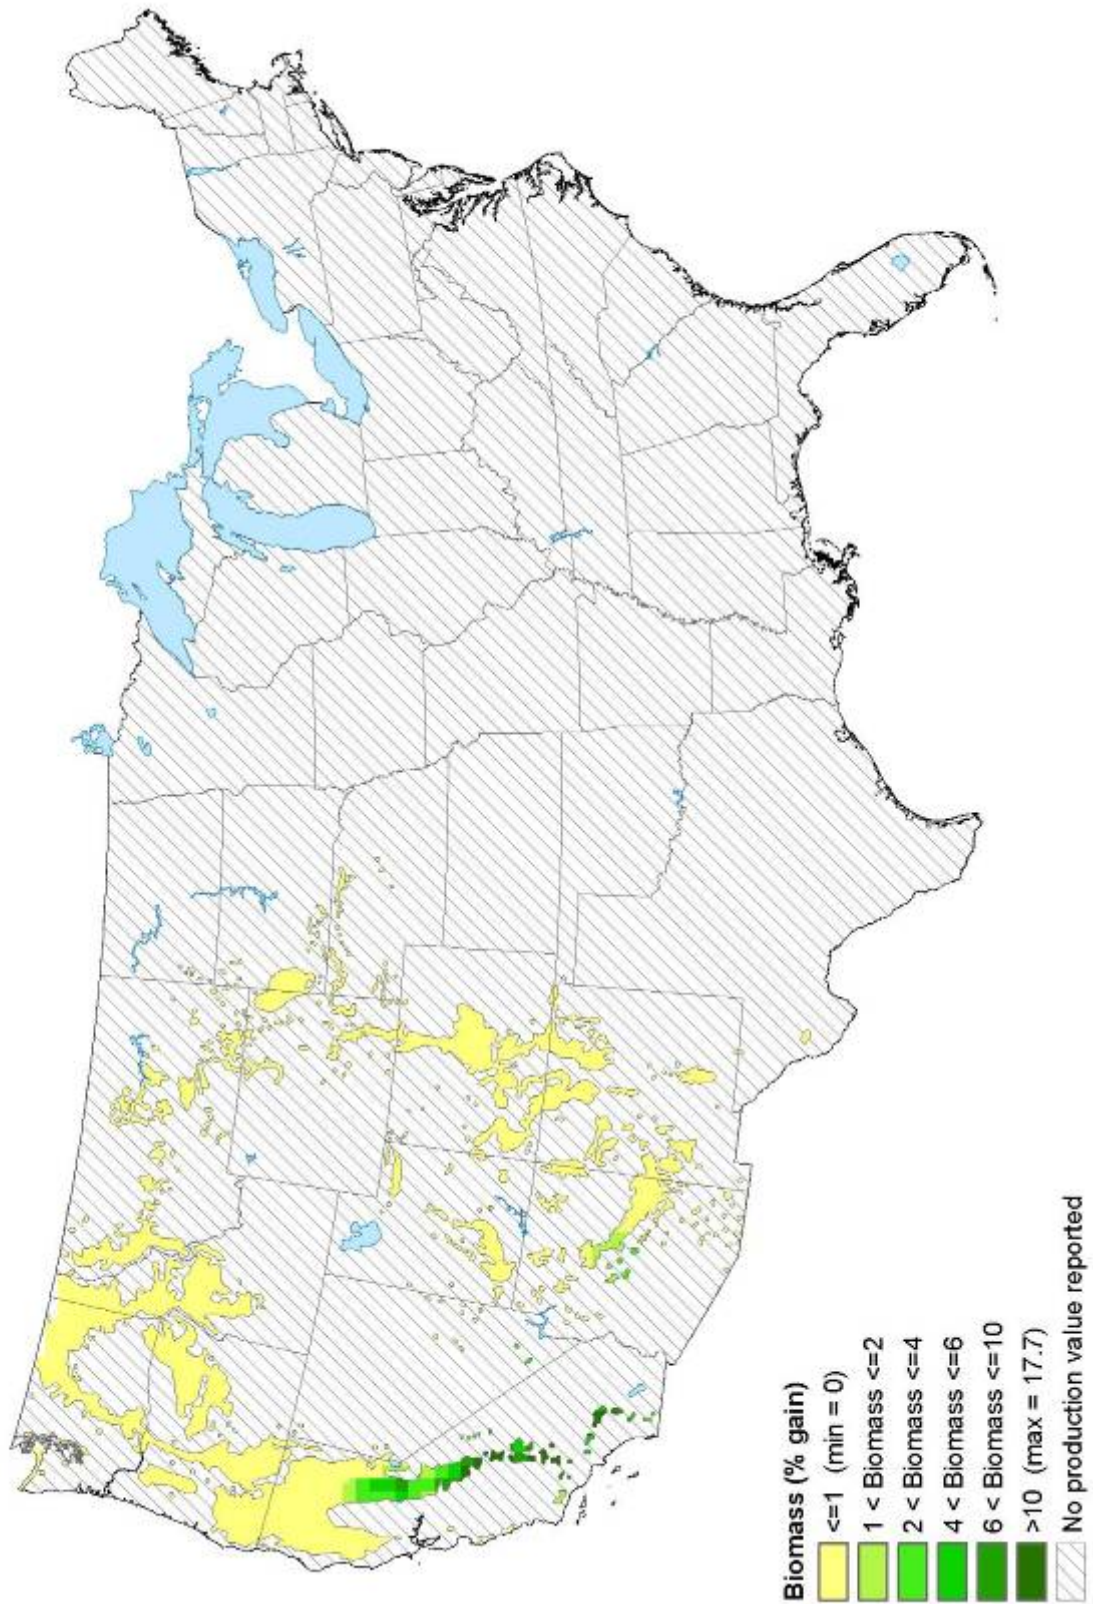 Biomass (% gain)
<=1 (min = 0)
1 < Biomass <=2
2 < Biomass <=4
4 < Biomass <=6
6 < Biomass <=10
>10 (max = 17.7)
No production value reported